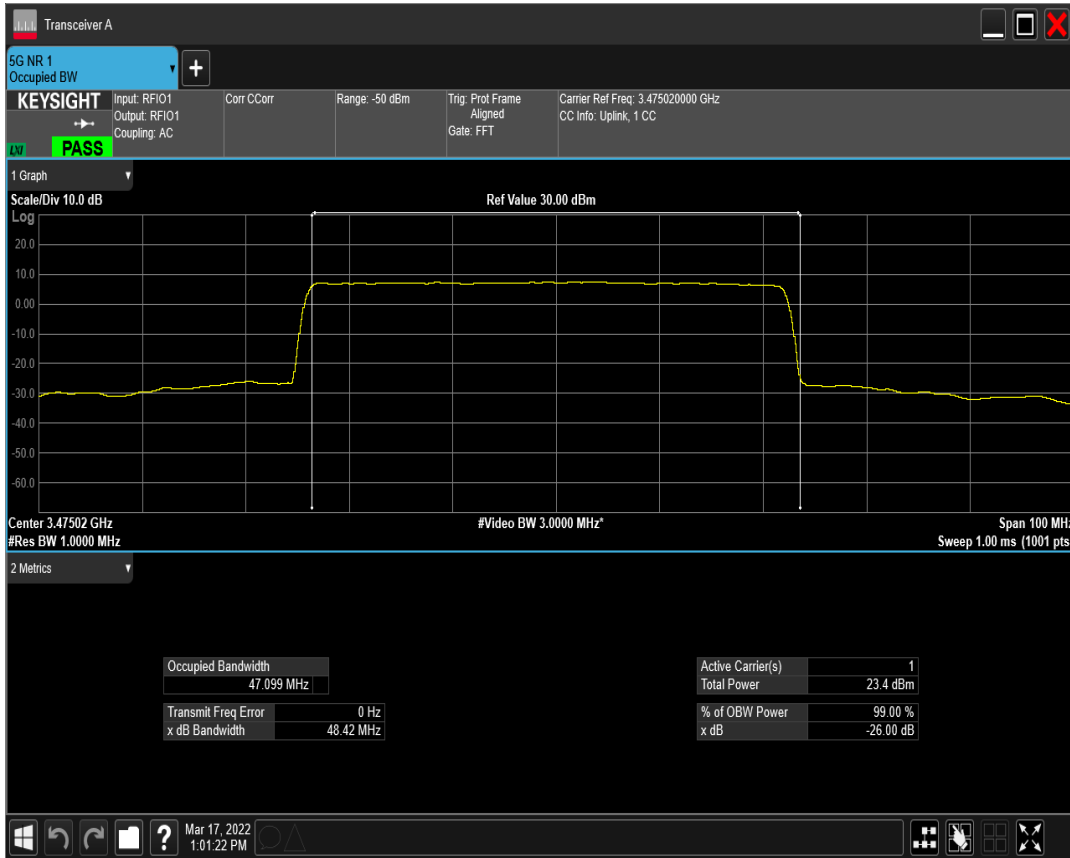 Transceiver A
5G NR 1
Occupied BW
KEYSIGHT
LXI
PASS
Input: RFIO1
Output: RFIO1
Coupling: AC
Corr CCorr
Range: -50 dBm
Trig: Prot Frame
Aligned
Gate: FFT
Carrier Ref Freq: 3.475020000 GHz
CC Info: Uplink, 1 CC
1 Graph
Scale/Div 10.0 dB
Ref Value 30.00 dBm
Log
20.0
10.0
0.00
-10.0
-20.0
-30.0
-40.0
-50.0
-60.0
Center 3.47502 GHz
#Video BW 3.0000 MHz*
Span 100 MHz
#Res BW 1.0000 MHz
Sweep 1.00 ms (1001 pts
2 Metrics
Occupied Bandwidth
47.099 MHz
Transmit Freq Error 0 Hz
x dB Bandwidth 48.42 MHz
Active Carrier(s) 1
Total Power 23.4 dBm
% of OBW Power 99.00 %
x dB -26.00 dB
?
Mar 17, 2022
1:01:22 PM